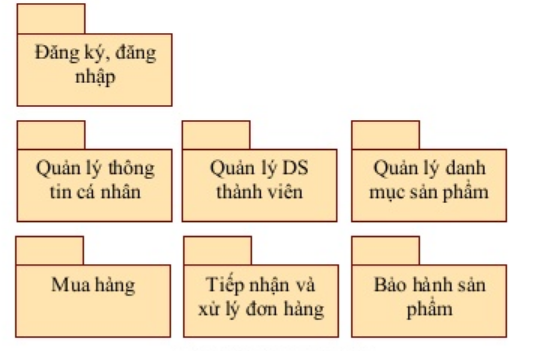 Đăng ký, đăng
nhập
Quản lý thông
tin cá nhân
Quản lý DS
thành viên
Quản lý danh
mục sản phẩm
Mua hàng
Tiếp nhận và
xử lý đơn hàng
Bảo hành sản
phẩm